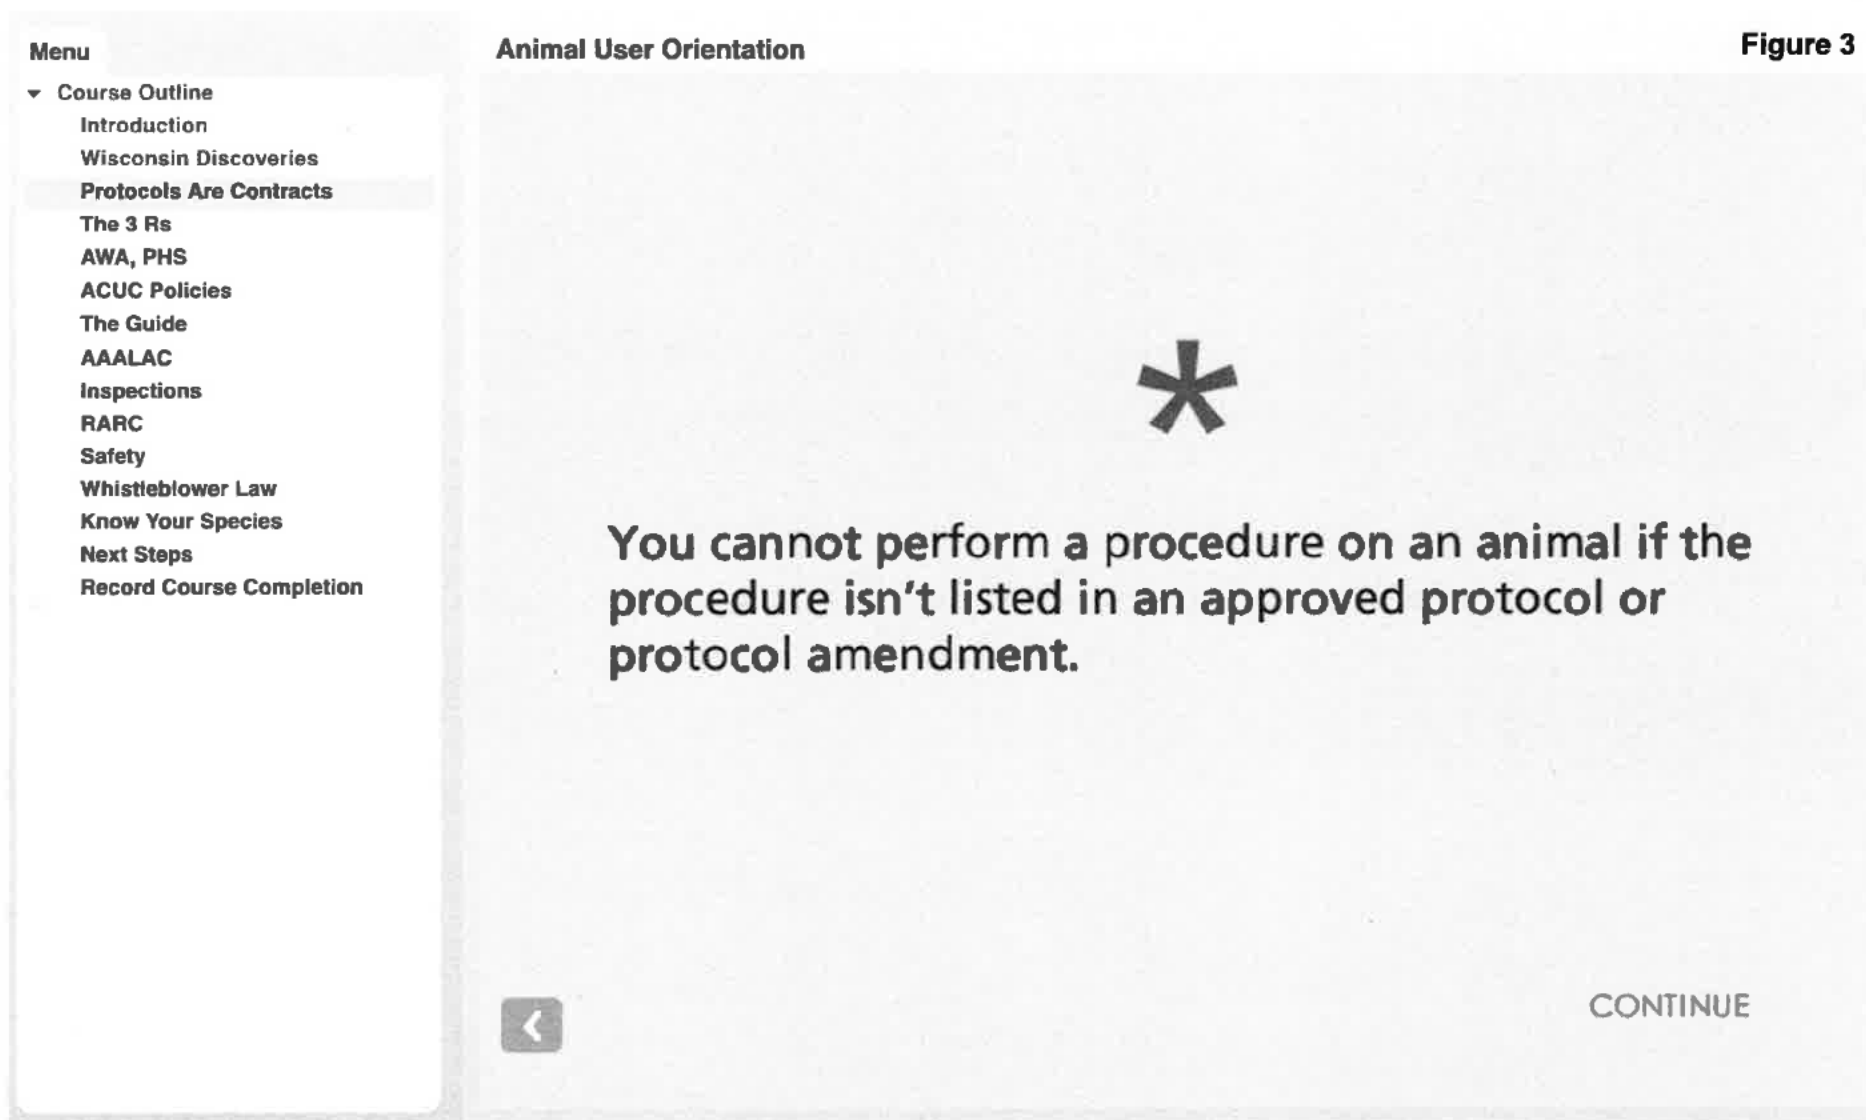 Menu
Animal User Orientation
Figure 3
Course Outline
Introduction
Wisconsin Discoveries
Protocols Are Contracts
The 3 Rs
AWA, PHS
ACUC Policies
The Guide
AAALAC
Inspections
RARC
Safety
Whistleblower Law
Know Your Species
Next Steps
Record Course Completion
*
You cannot perform a procedure on an animal if the
procedure isn't listed in an approved protocol or
protocol amendment.
CONTINUE